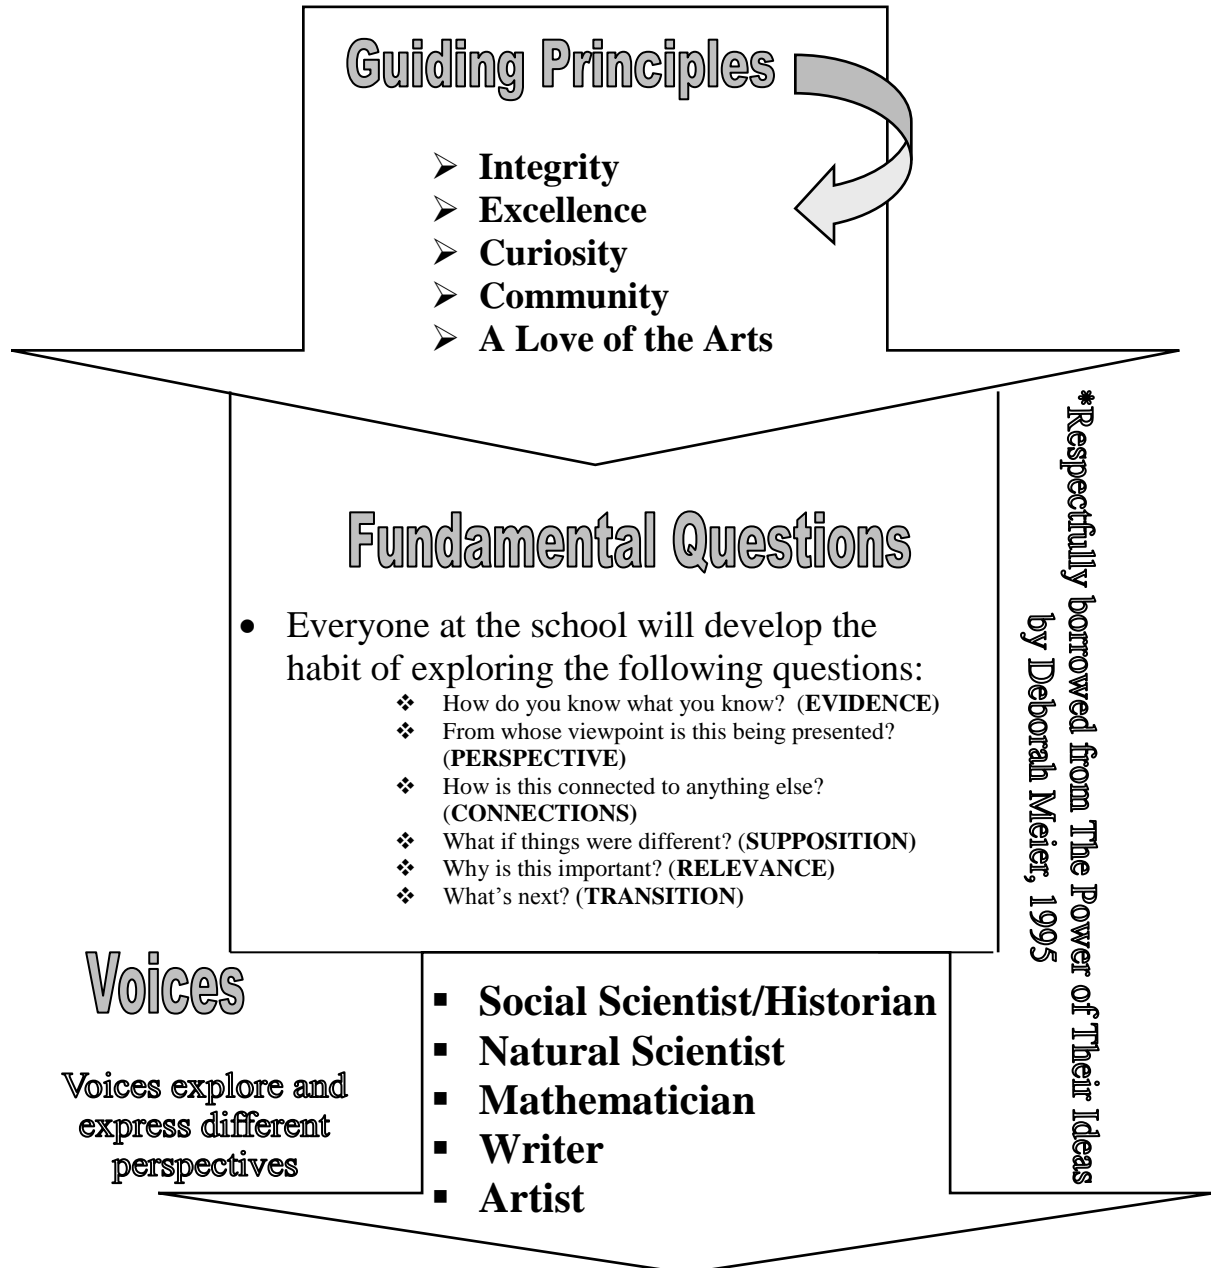 Guiding Principles
➢ Integrity
➢ Excellence
➢ Curiosity
➢ Community
➢ A Love of the Arts
Fundamental Questions
• Everyone at the school will develop the
habit of exploring the following questions:
❖ How do you know what you know? (EVIDENCE)
❖ From whose viewpoint is this being presented?
(PERSPECTIVE)
❖ How is this connected to anything else?
(CONNECTIONS)
❖ What if things were different? (SUPPOSITION)
❖ Why is this important? (RELEVANCE)
❖ What’s next? (TRANSITION)
*Respectfully borrowed from The Power of Their Ideas
by Deborah Meier, 1995
Voices
Voices explore and
express different
perspectives
▪ Social Scientist/Historian
▪ Natural Scientist
▪ Mathematician
▪ Writer
▪ Artist